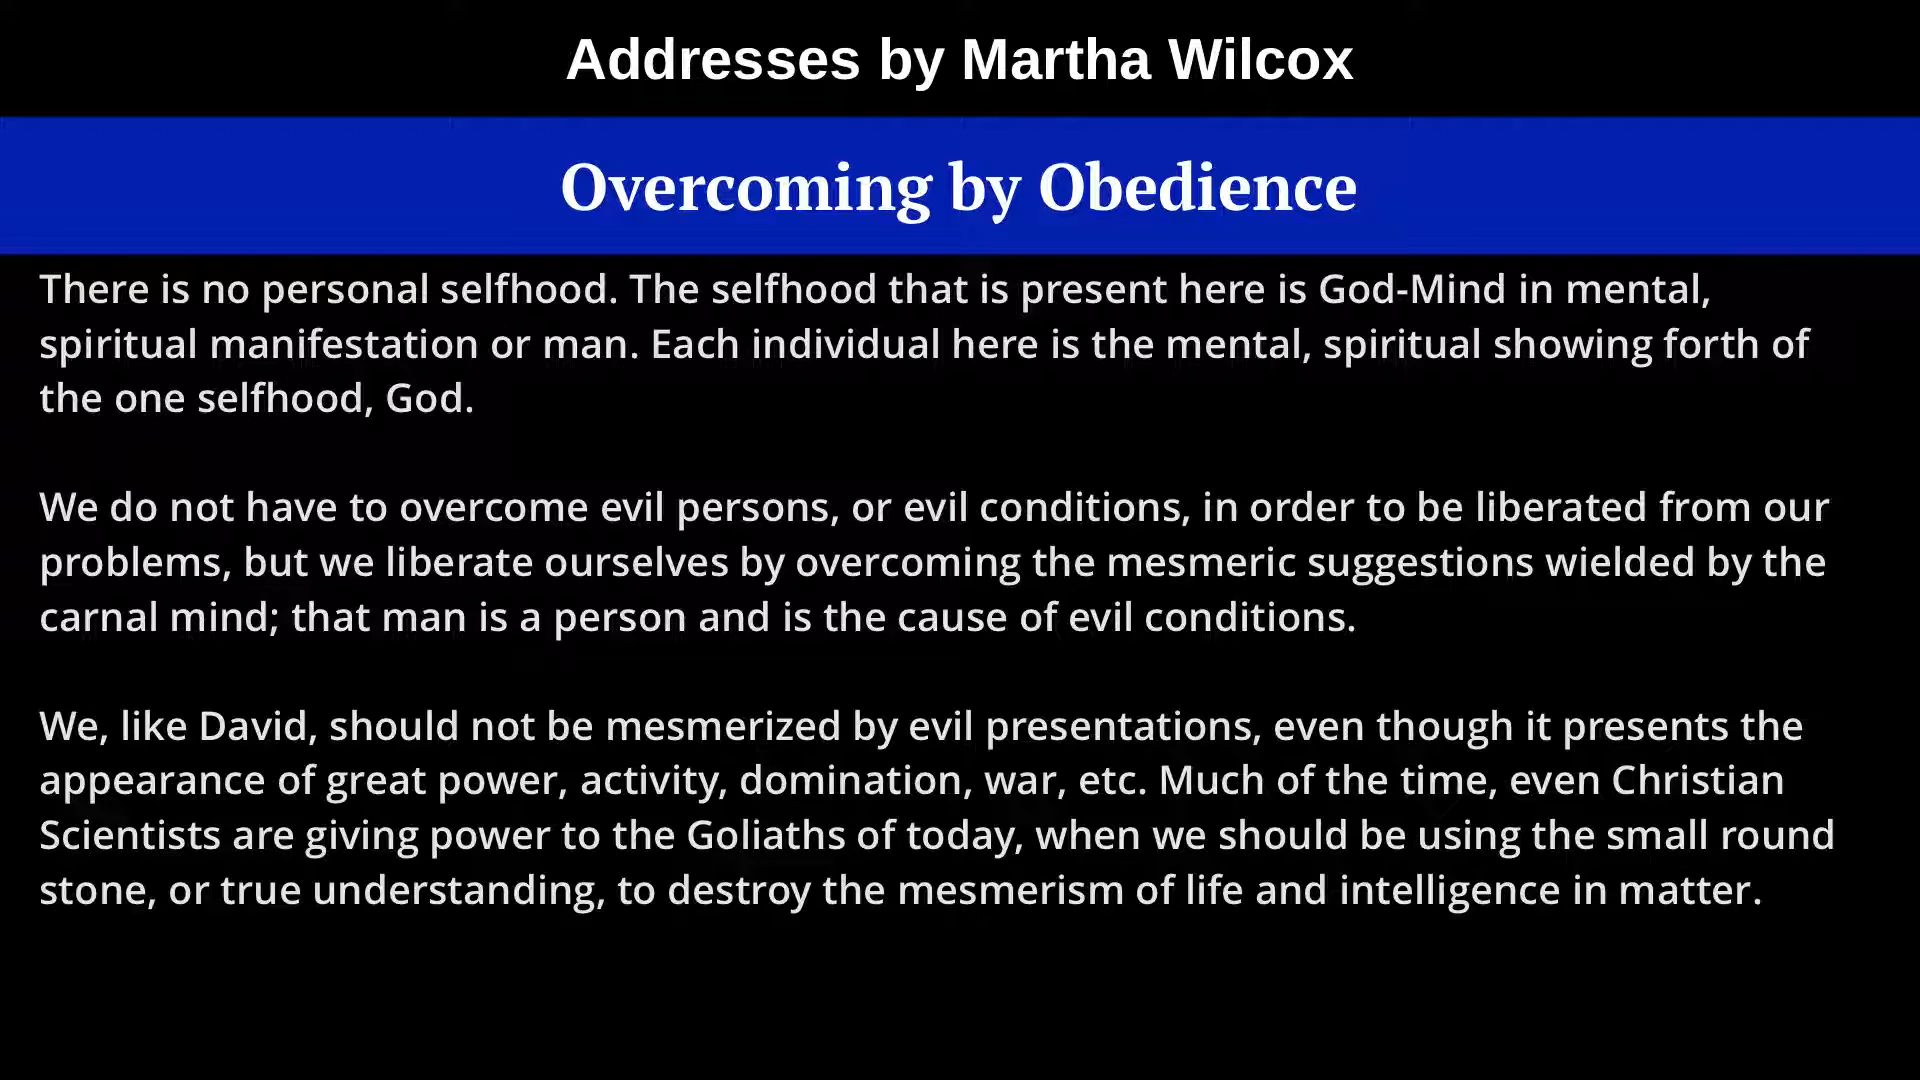 Addresses by Martha Wilcox
Overcoming by Obedience
There is no personal selfhood. The selfhood that is present here is God-Mind in mental,
spiritual manifestation or man. Each individual here is the mental, spiritual showing forth of
the one selfhood, God.
We do not have to overcome evil persons, or evil conditions, in order to be liberated from our
problems, but we liberate ourselves by overcoming the mesmeric suggestions wielded by the
carnal mind; that man is a person and is the cause of evil conditions.
We, like David, should not be mesmerized by evil presentations, even though it presents the
appearance of great power, activity, domination, war, etc. Much of the time, even Christian
Scientists are giving power to the Goliaths of today, when we should be using the small round
stone, or true understanding, to destroy the mesmerism of life and intelligence in matter.